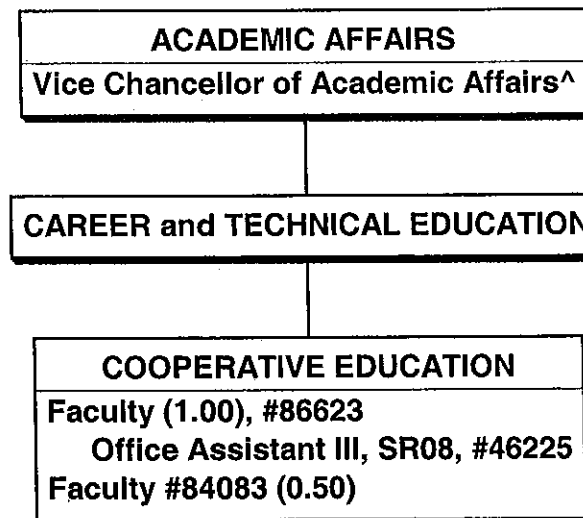 ACADEMIC AFFAIRS
Vice Chancellor of Academic Affairs^
CAREER and TECHNICAL EDUCATION
COOPERATIVE EDUCATION
Faculty (1.00), #86623
Office Assistant III, SR08, #46225
Faculty #84083 (0.50)